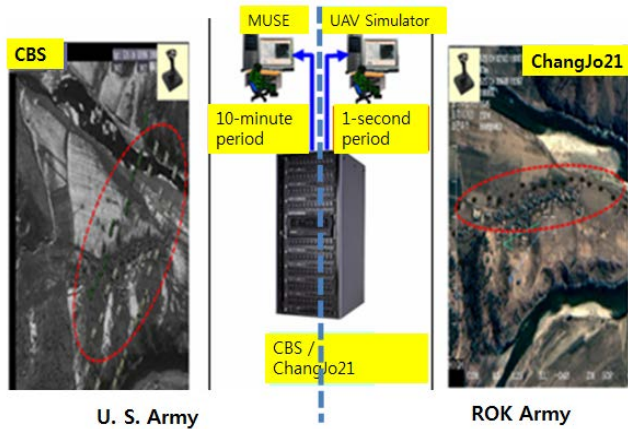 MUSE
UAV Simulator
CBS
ChangJo21
10-minute
period
1-second
period
CBS /
ChangJo21
U. S. Army
ROK Army